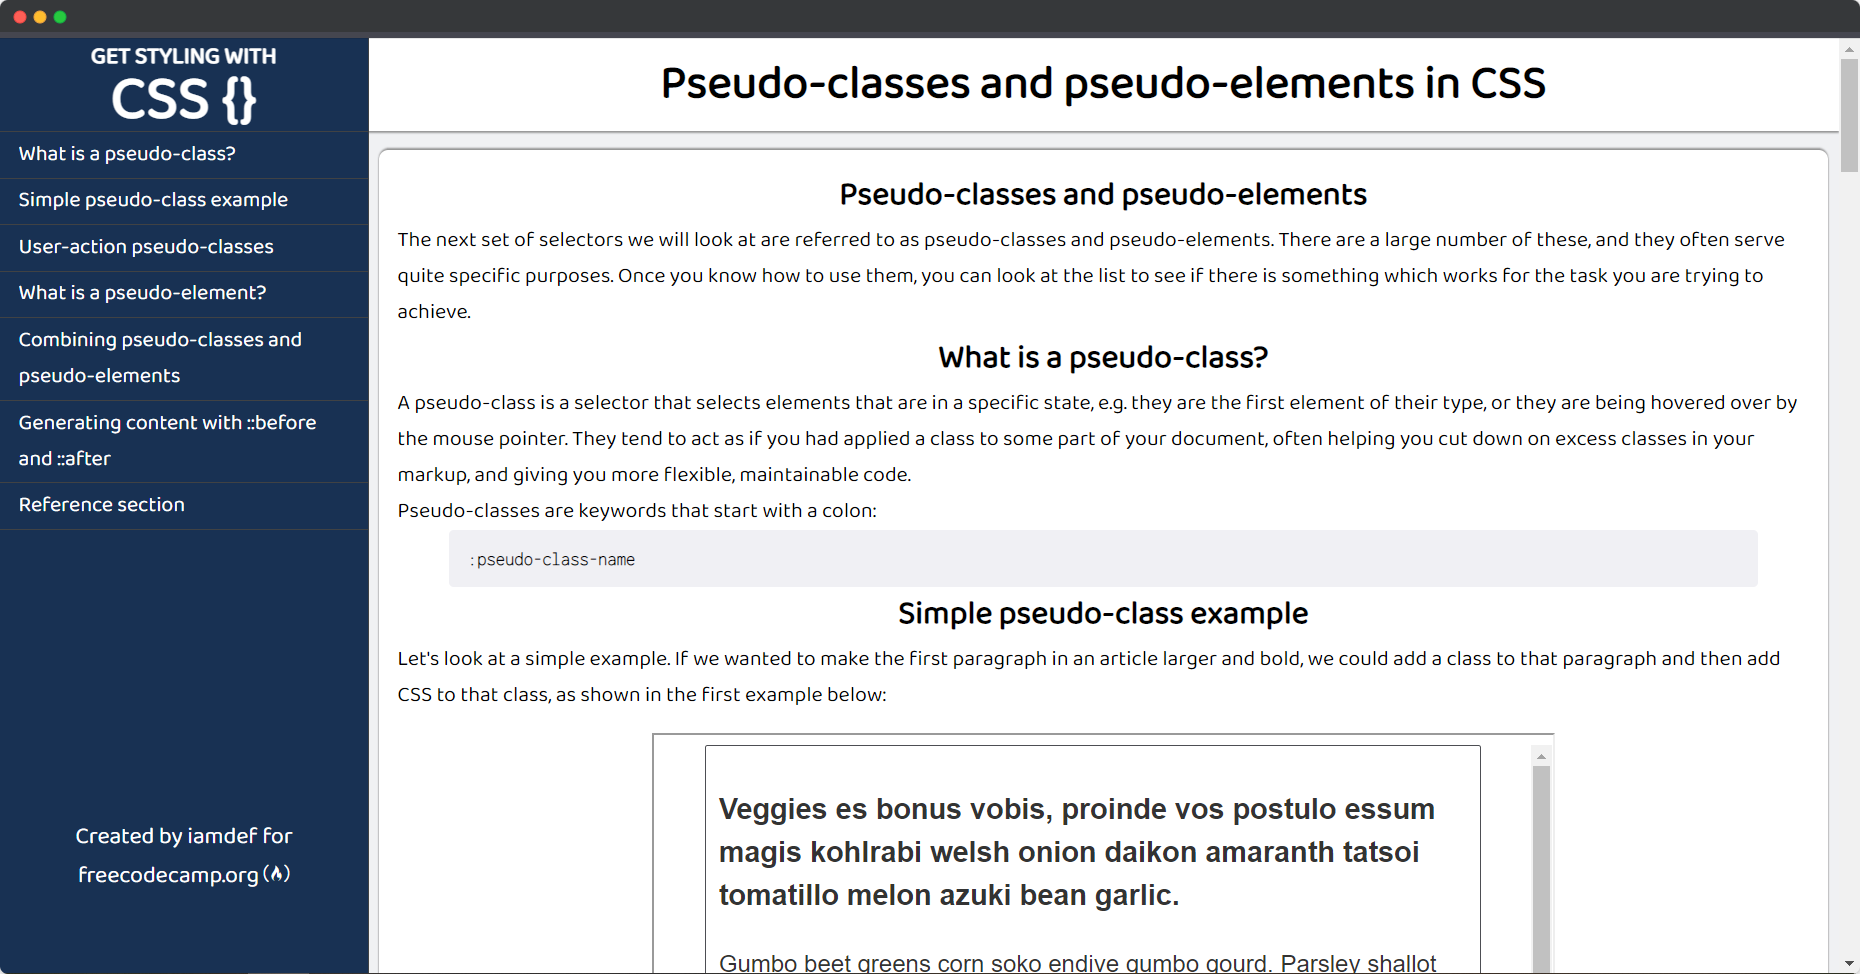 GET STYLING WITH
CSS {}
What is a pseudo-class?
Simple pseudo-class example
User-action pseudo-classes
What is a pseudo-element?
Combining pseudo-classes and
pseudo-elements
Generating content with ::before
and ::after
Reference section
Created by iamdef for
freecodecamp.org
Pseudo-classes and pseudo-elements in CSS
Pseudo-classes and pseudo-elements
The next set of selectors we will look at are referred to as pseudo-classes and pseudo-elements. There are a large number of these, and they often serve
quite specific purposes. Once you know how to use them, you can look at the list to see if there is something which works for the task you are trying to
achieve.
What is a pseudo-class?
A pseudo-class is a selector that selects elements that are in a specific state, e.g. they are the first element of their type, or they are being hovered over by
the mouse pointer. They tend to act as if you had applied a class to some part of your document, often helping you cut down on excess classes in your
markup, and giving you more flexible, maintainable code.
Pseudo-classes are keywords that start with a colon:
:pseudo-class-name
Simple pseudo-class example
Let's look at a simple example. If we wanted to make the first paragraph in an article larger and bold, we could add a class to that paragraph and then add
CSS to that class, as shown in the first example below:
Veggies es bonus vobis, proinde vos postulo essum
magis kohlrabi welsh onion daikon amaranth tatsoi
tomatillo melon azuki bean garlic.
Gumbo beet greens corn soko endive gumbo gourd. Parsley shallot